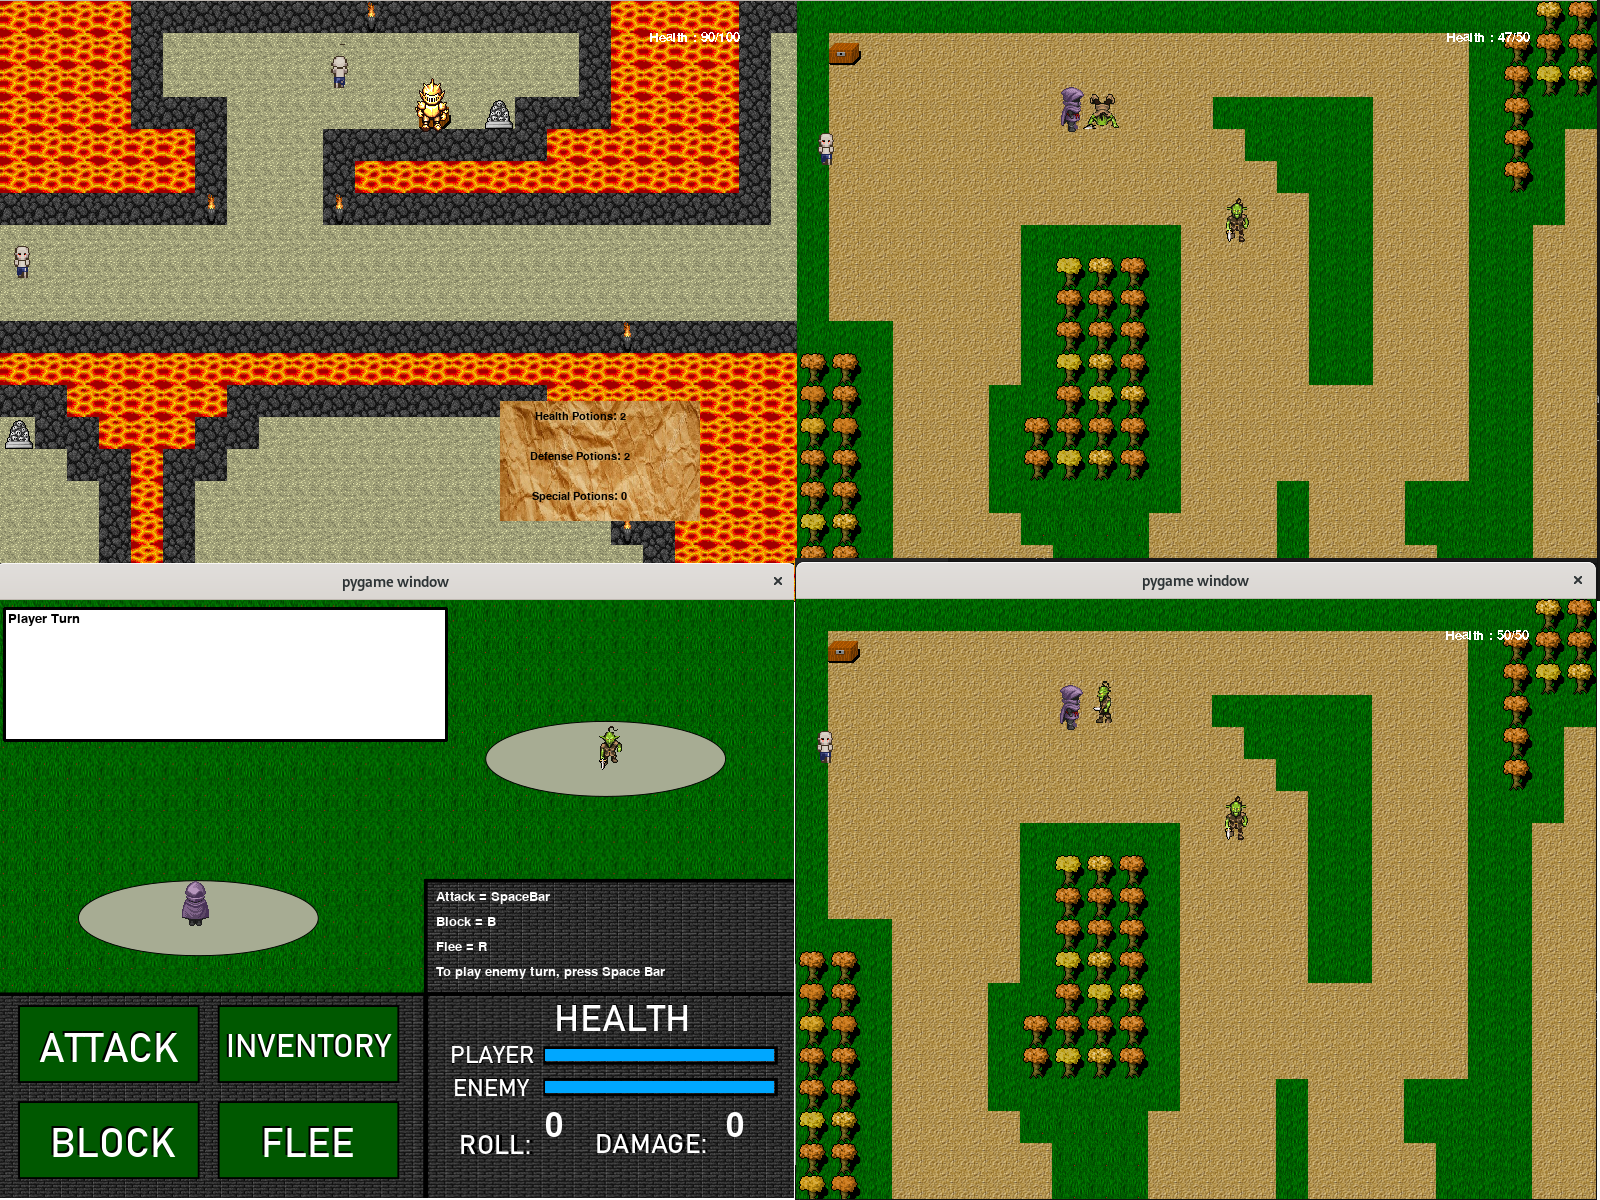 Health : 90/100
Health Potions: 2
Defense Potions: 2
Special Potions: 0
Health : 47/50
pygame window
Player Turn
Attack = SpaceBar
Block = B
Flee = R
To play enemy turn, press Space Bar
ATTACK
INVENTORY
BLOCK
FLEE
HEALTH
PLAYER
ENEMY
ROLL: 0 DAMAGE: 0
pygame window
Health : 50/50